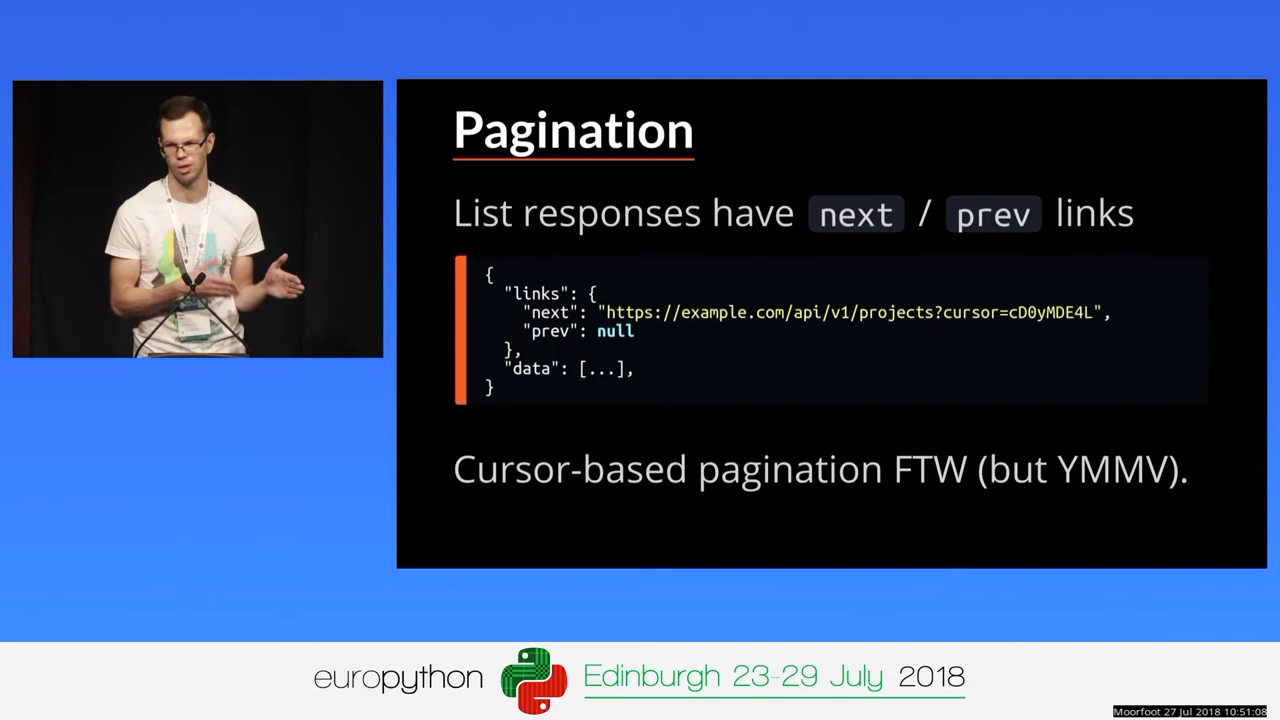 Pagination
List responses have next / prev links
{
"links": {
"next": "https://example.com/api/v1/projects?cursor=cD0yMDE4L",
"prev": null
},
"data": [...],
}
Cursor-based pagination FTW (but YMMV).
europython Edinburgh 23-29 July 2018
Moorfoot 27 Jul 2018 10:51:08